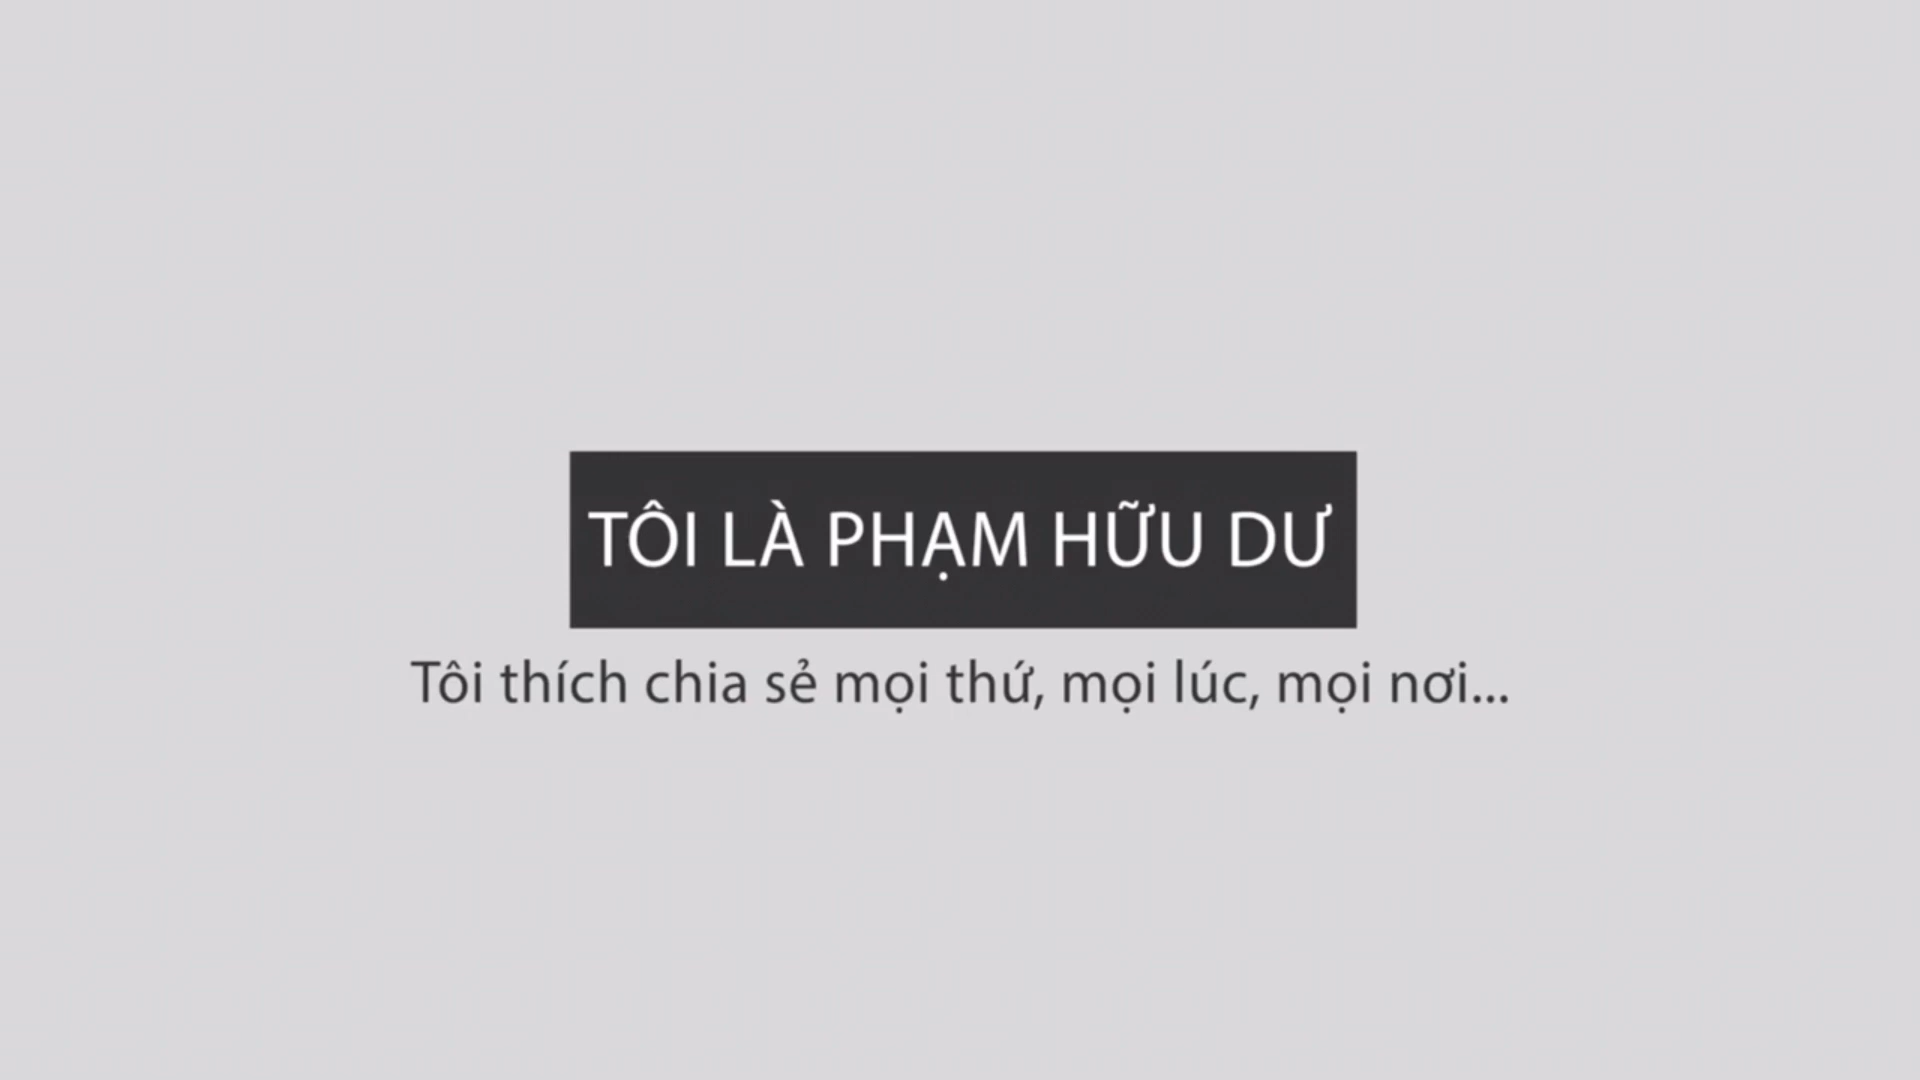 TÔI LÀ PHẠM HỮU DƯ
Tôi thích chia sẻ mọi thứ, mọi lúc, mọi nơi...